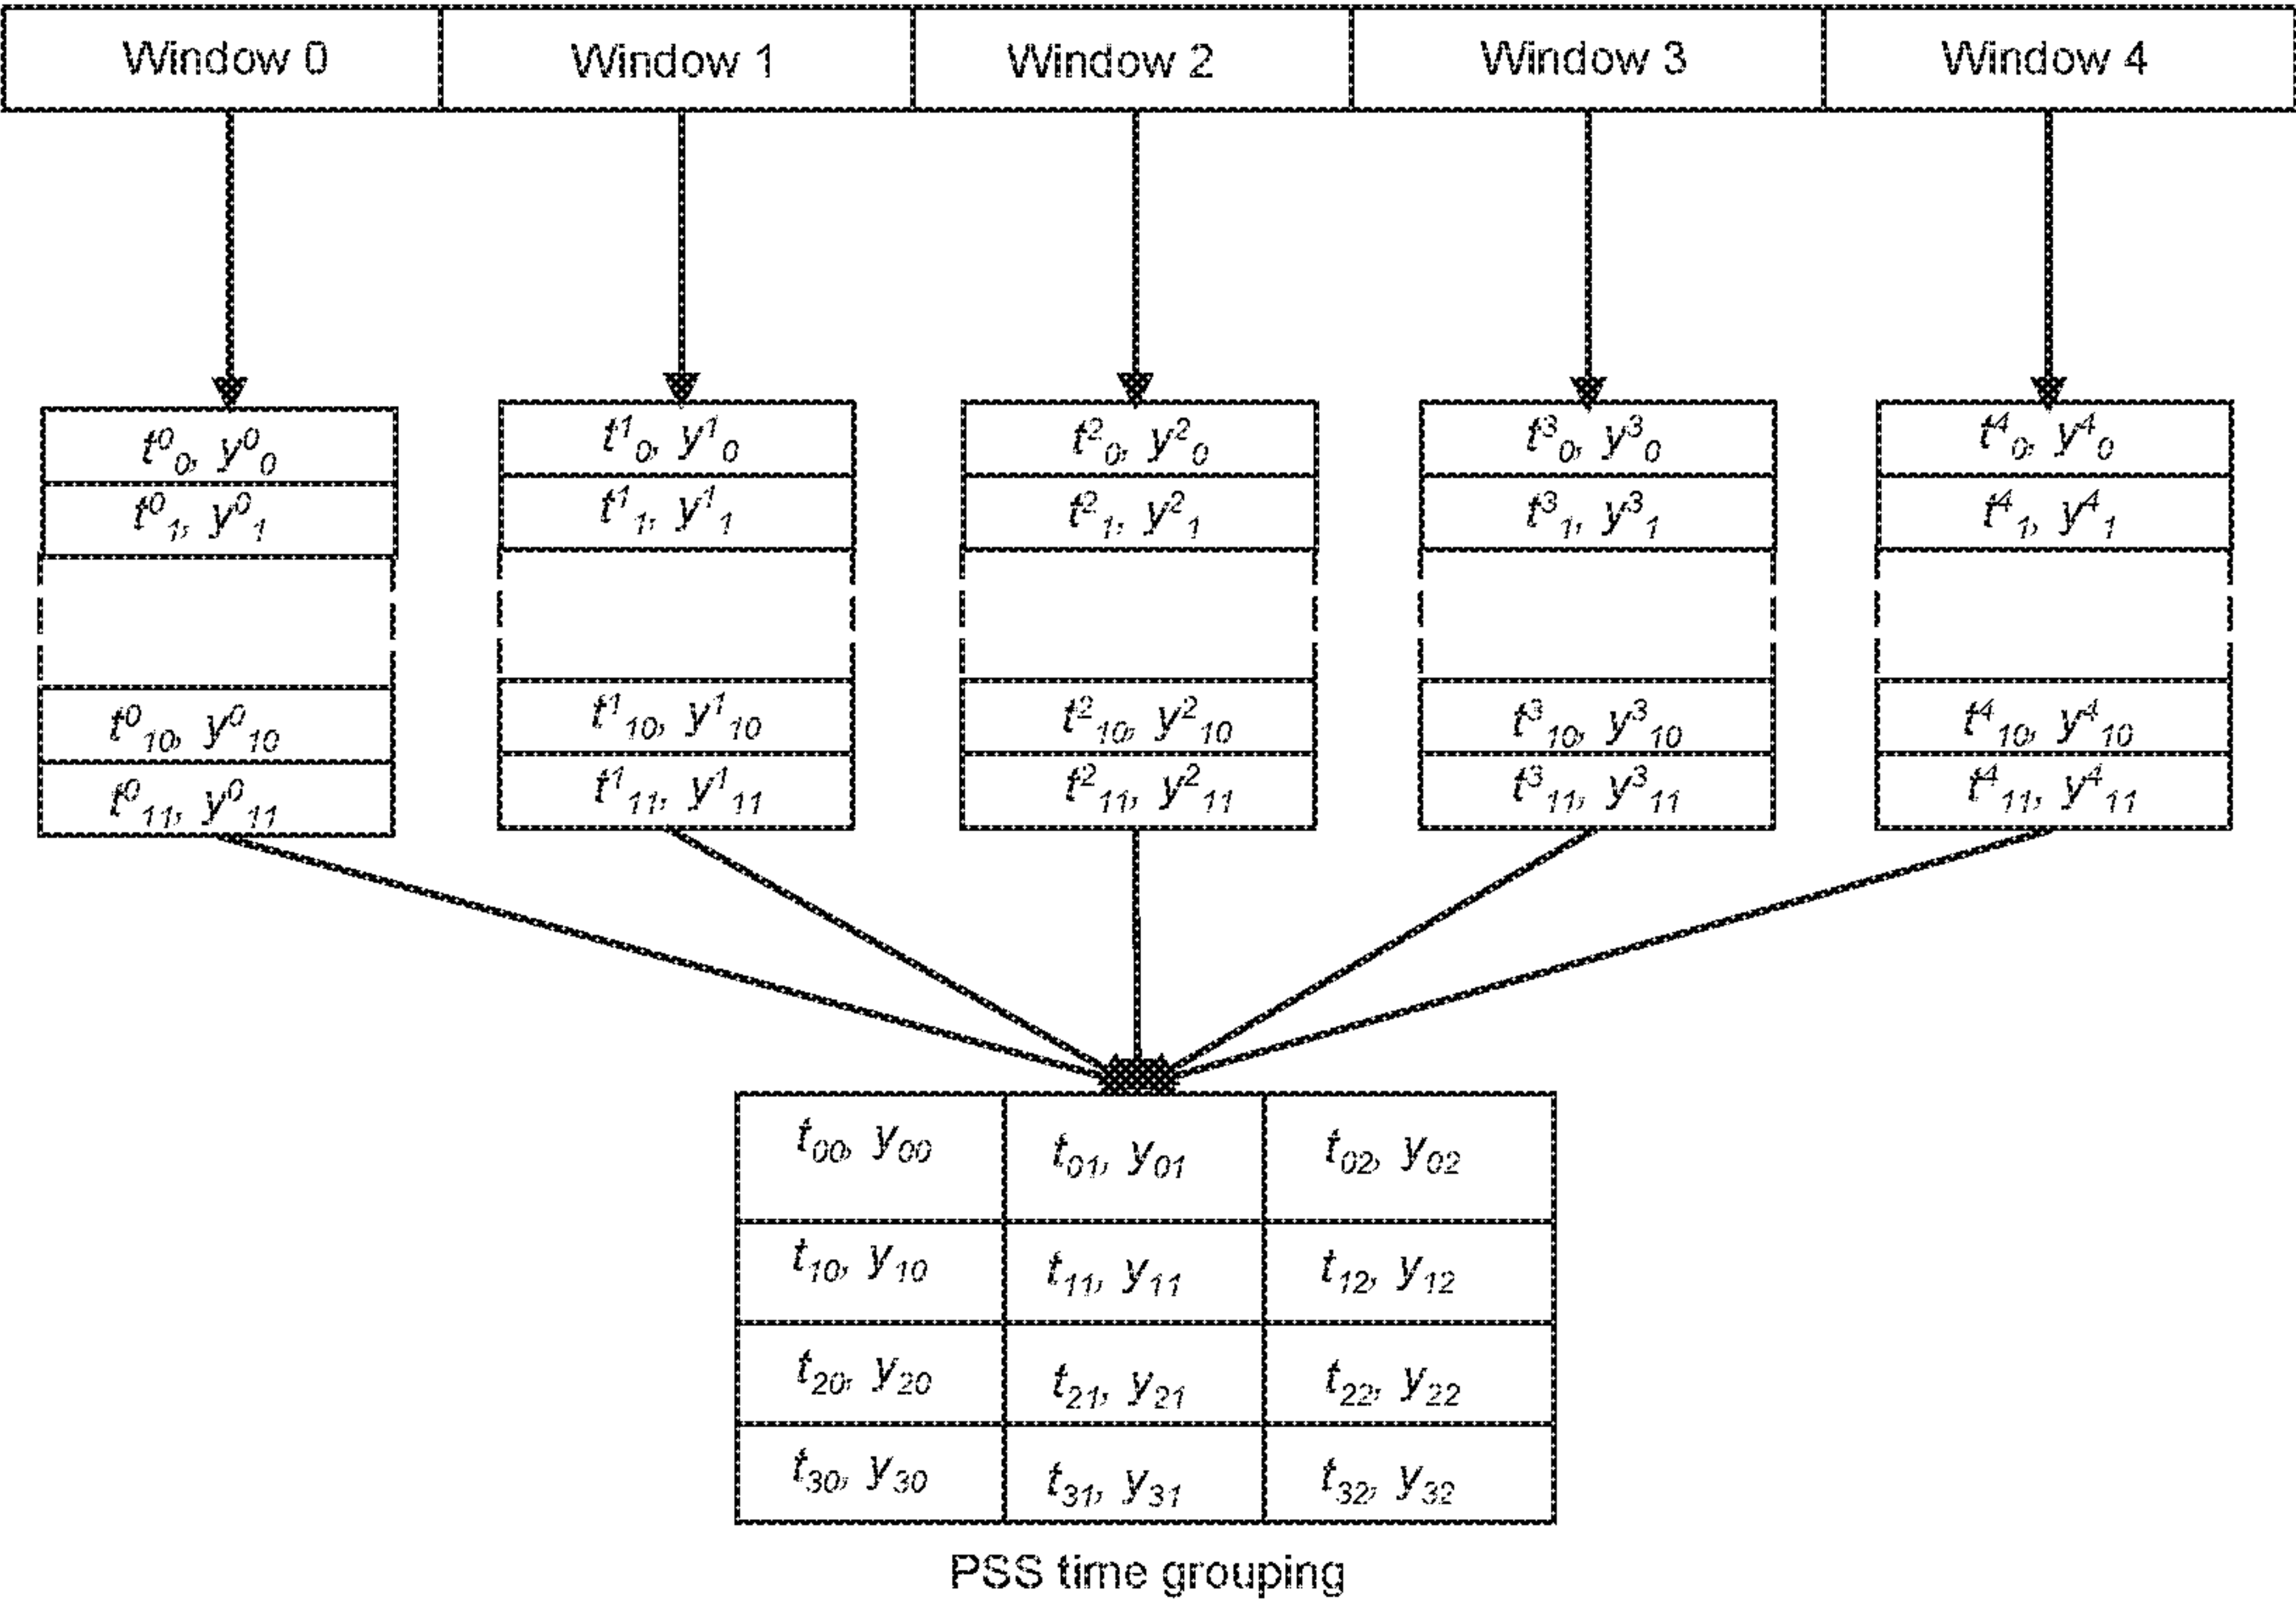 Window 0 Window 1 Window 2 Window 3 Window 4
t⁰₀, y⁰₀ t¹₀, y¹₀ t²₀, y²₀ t³₀, y³₀ t⁴₀, y⁴₀
t⁰₁, y⁰₁ t¹₁, y¹₁ t²₁, y²₁ t³₁, y³₁ t⁴₁, y⁴₁
t⁰₁₀, y⁰₁₀ t¹₁₀, y¹₁₀ t²₁₀, y²₁₀ t³₁₀, y³₁₀ t⁴₁₀, y⁴₁₀
t⁰₁₁, y⁰₁₁ t¹₁₁, y¹₁₁ t²₁₁, y²₁₁ t³₁₁, y³₁₁ t⁴₁₁, y⁴₁₁
t₀₀, y₀₀ t₀₁, y₀₁ t₀₂, y₀₂
t₁₀, y₁₀ t₁₁, y₁₁ t₁₂, y₁₂
t₂₀, y₂₀ t₂₁, y₂₁ t₂₂, y₂₂
t₃₀, y₃₀ t₃₁, y₃₁ t₃₂, y₃₂
PSS time grouping